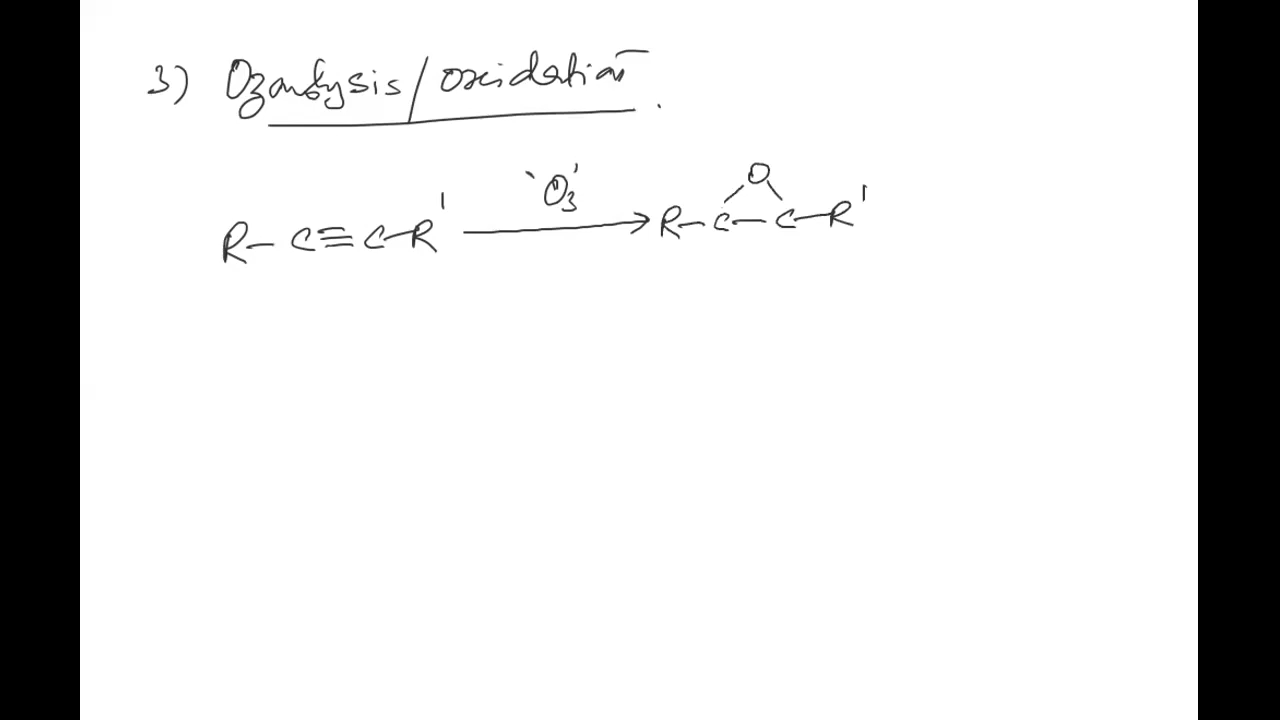 3) Ozonolysis/oxidation.
O3
R-C≡C-R' → R-C-C-R'
O